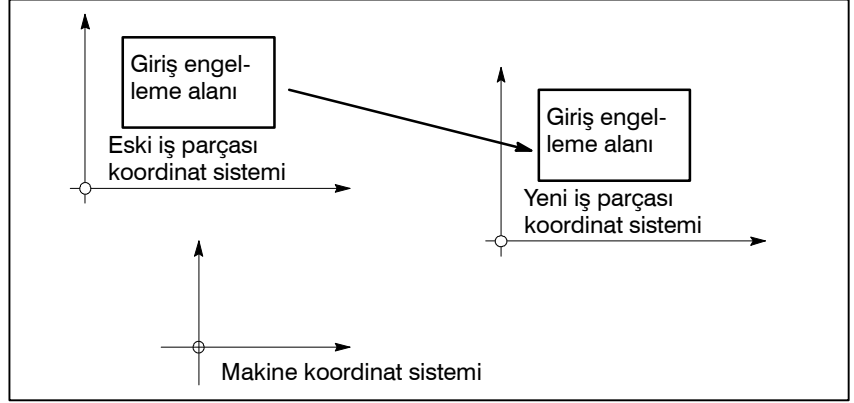 Giriş engel-
leme alanı
Eski iş parçası
koordinat sistemi
Giriş engel-
leme alanı
Yeni iş parçası
koordinat sistemi
Makine koordinat sistemi